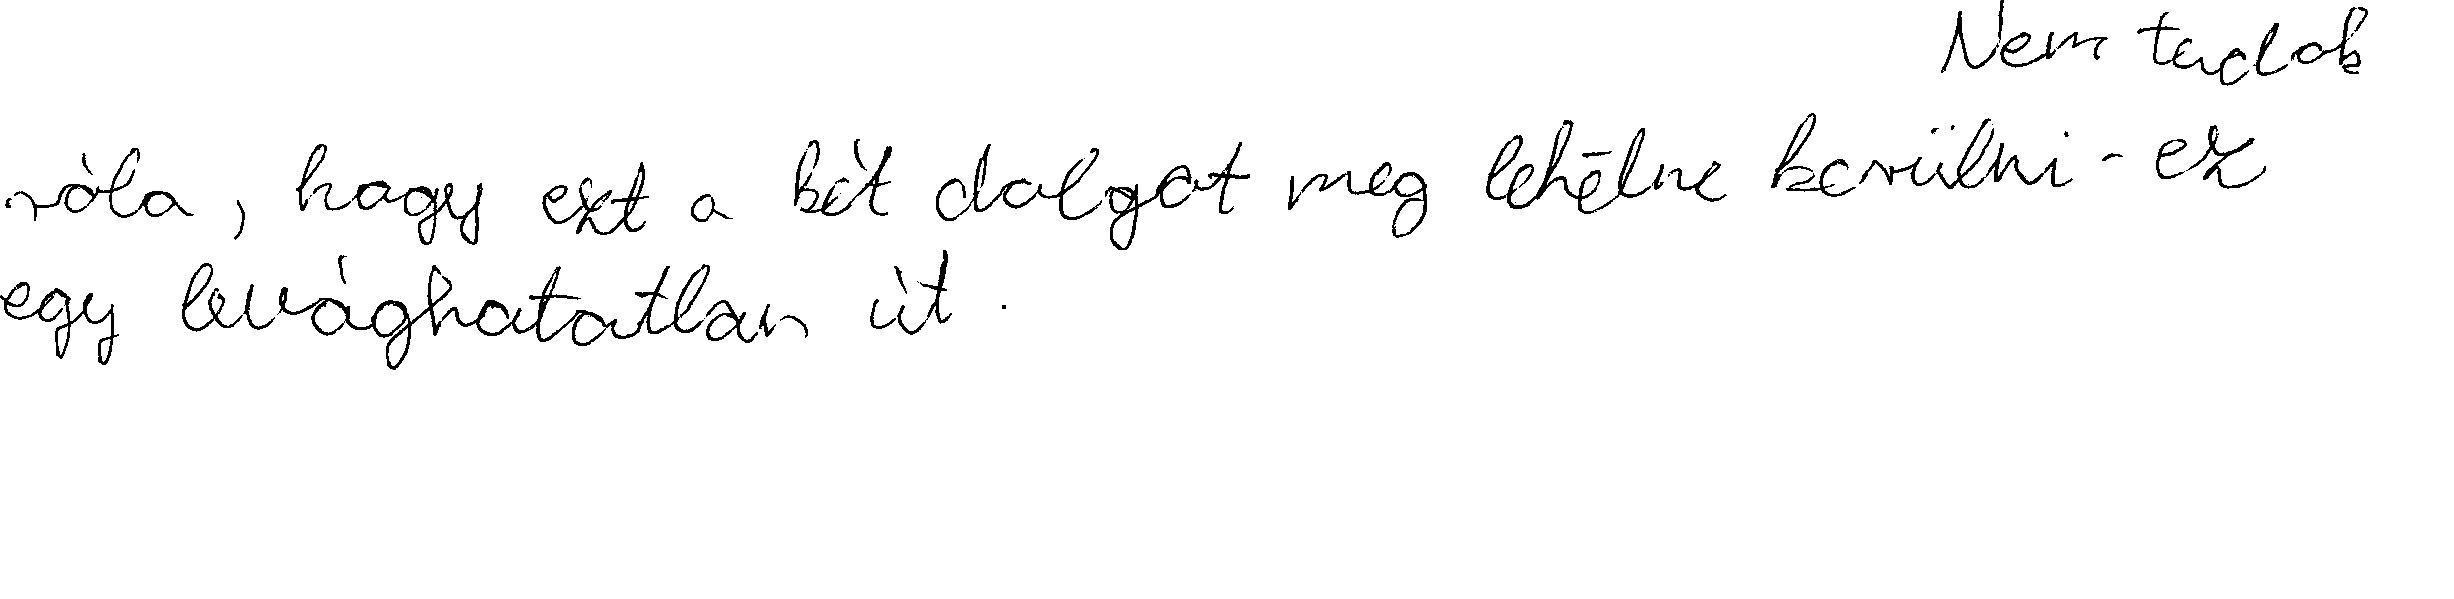 Nem tudok
róla, hogy ezt a két dolgot meg lehetne kerülni - ez
egy levághatatlan út.